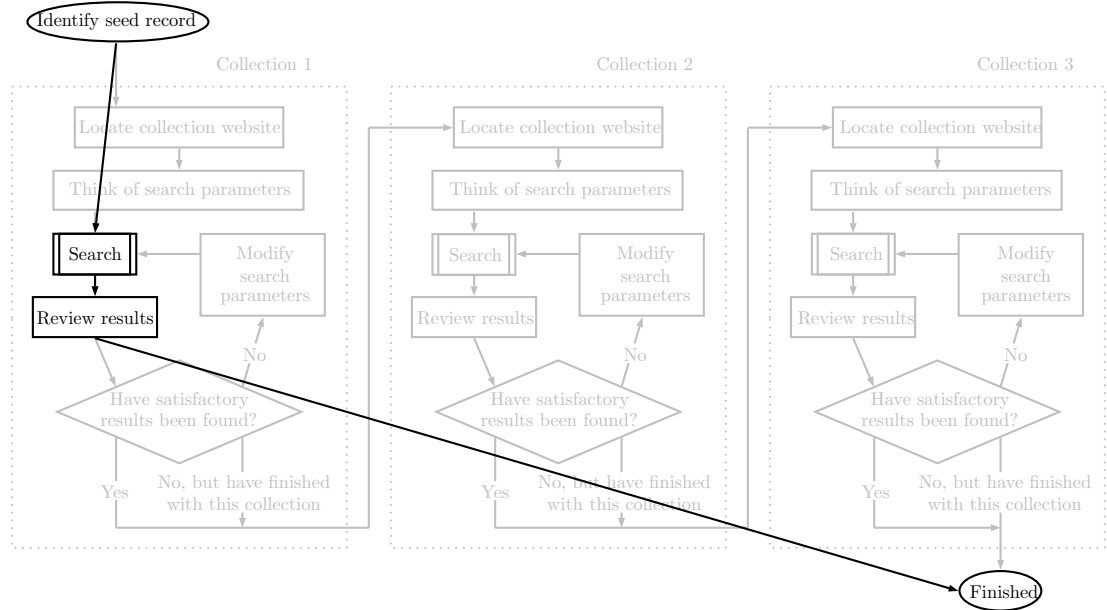 Identify seed record
Collection 1
Collection 2
Collection 3
Locate collection website
Locate collection website
Locate collection website
Think of search parameters
Think of search parameters
Think of search parameters
Search
Modify
search
parameters
Search
Modify
search
parameters
Search
Modify
search
parameters
Review results
Review results
Review results
No
No
No
Have satisfactory
results been found?
Have satisfactory
results been found?
Have satisfactory
results been found?
Yes
No, but have finished
with this collection
Yes
No, but have finished
with this collection
Yes
No, but have finished
with this collection
Finished